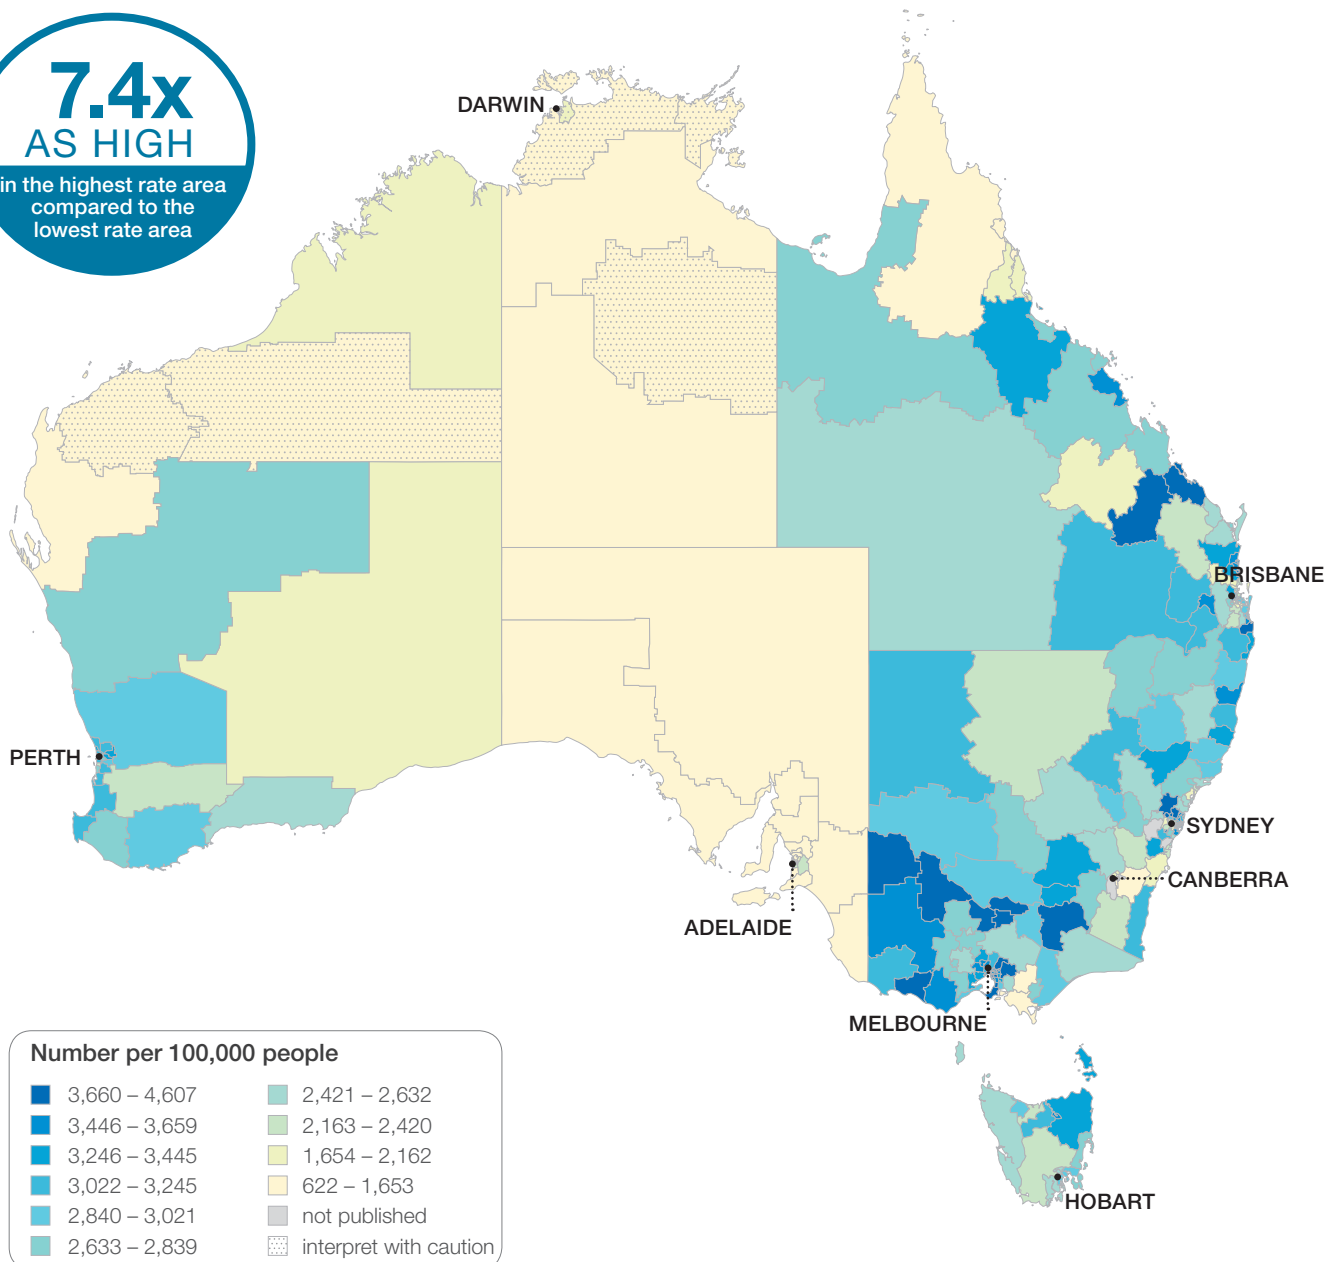 7.4x
AS HIGH
in the highest rate area
compared to the
lowest rate area
DARWIN
BRISBANE
PERTH
SYDNEY
CANBERRA
ADELAIDE
MELBOURNE
HOBART
Number per 100,000 people
3,660 – 4,607
3,446 – 3,659
3,246 – 3,445
3,022 – 3,245
2,840 – 3,021
2,633 – 2,839
2,421 – 2,632
2,163 – 2,420
1,654 – 2,162
622 – 1,653
not published
interpret with caution